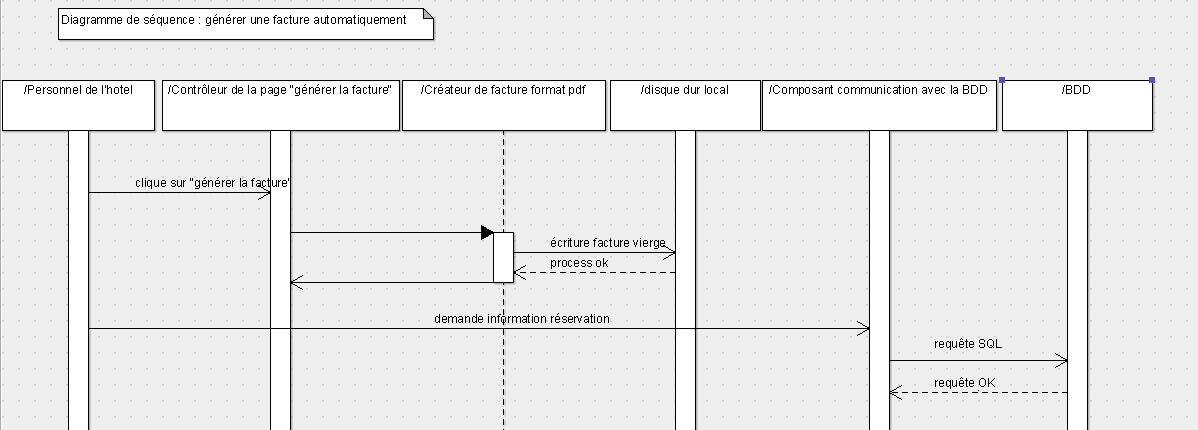 Diagramme de séquence : générer une facture automatiquement
/Personnel de l'hotel
/Contrôleur de la page "générer la facture"
/Créateur de facture format pdf
/disque dur local
/Composant communication avec la BDD
/BDD
clique sur "générer la facture"
écriture facture vierge
process ok
demande information réservation
requête SQL
requête OK